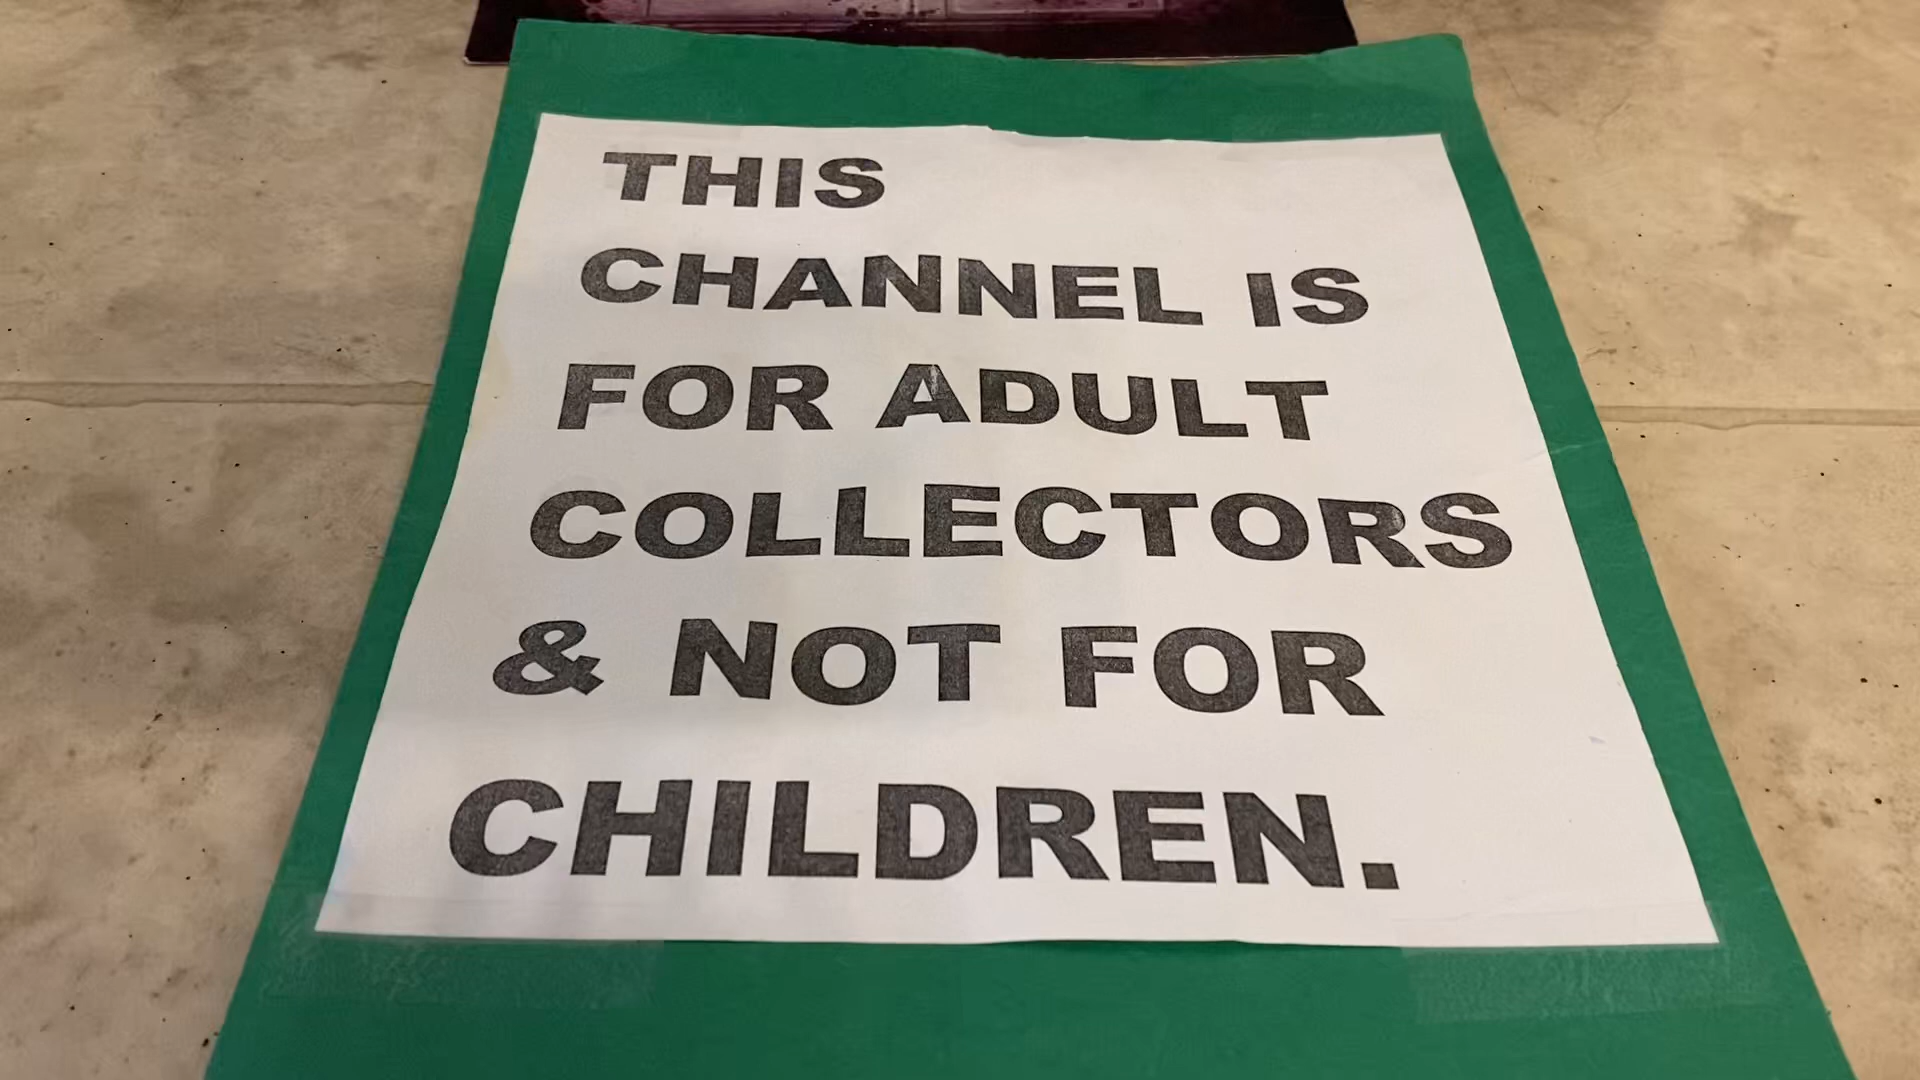 THIS
CHANNEL IS
FOR ADULT
COLLECTORS
& NOT FOR
CHILDREN.